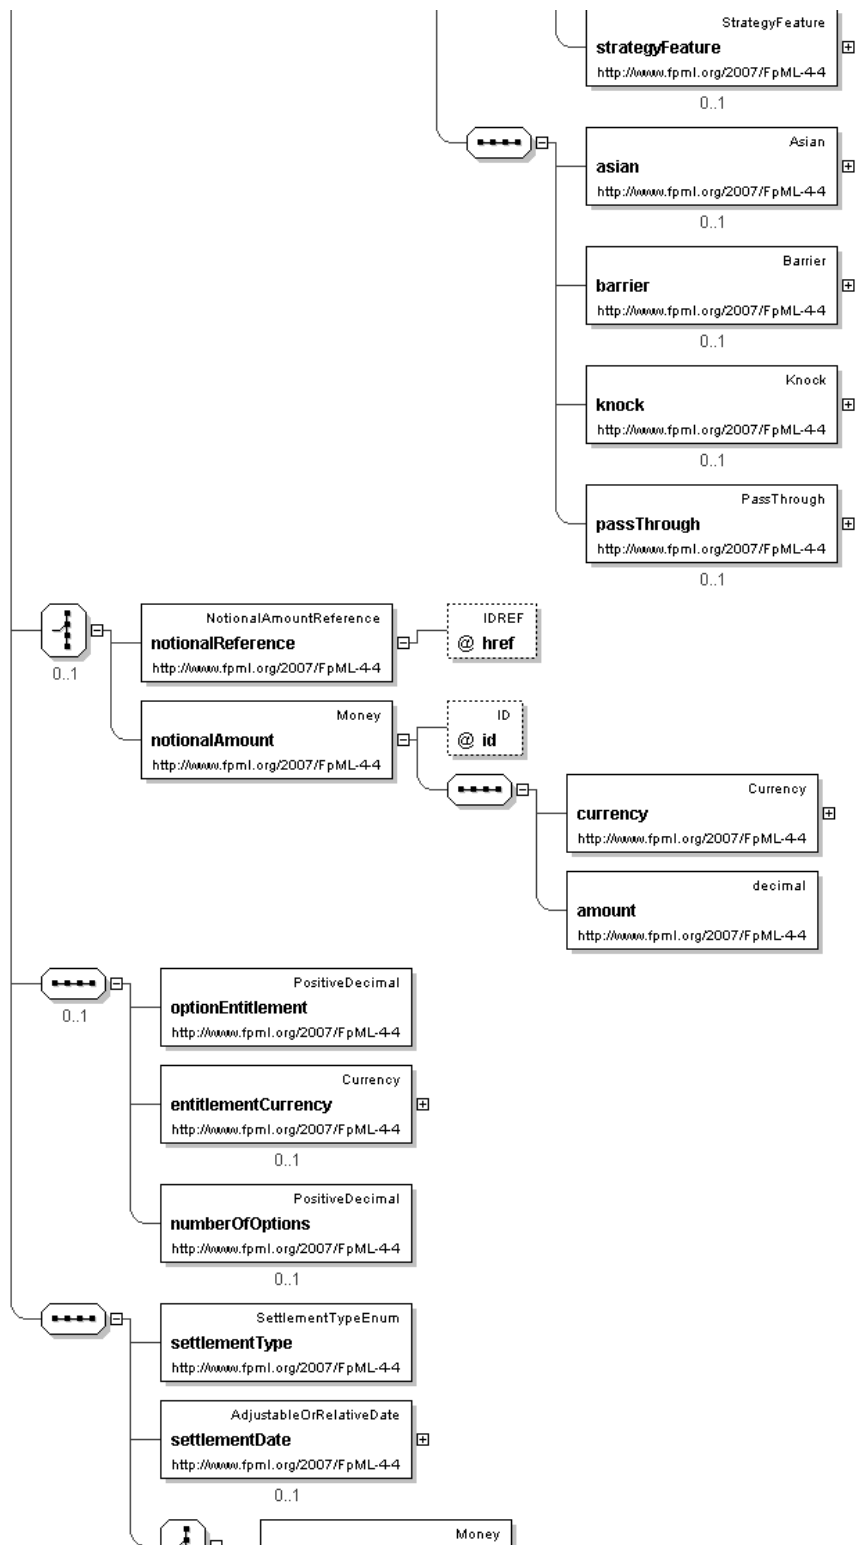 StrategyFeature
strategyFeature
http://www.fpml.org/2007/FpML-4-4
0..1
Asian
asian
http://www.fpml.org/2007/FpML-4-4
0..1
Barrier
barrier
http://www.fpml.org/2007/FpML-4-4
0..1
Knock
knock
http://www.fpml.org/2007/FpML-4-4
0..1
PassThrough
passThrough
http://www.fpml.org/2007/FpML-4-4
0..1
0..1
NotionalAmountReference
notionalReference
http://www.fpml.org/2007/FpML-4-4
IDREF
@ href
Money
notionalAmount
http://www.fpml.org/2007/FpML-4-4
ID
@ id
Currency
currency
http://www.fpml.org/2007/FpML-4-4
decimal
amount
http://www.fpml.org/2007/FpML-4-4
0..1
PositiveDecimal
optionEntitlement
http://www.fpml.org/2007/FpML-4-4
Currency
entitlementCurrency
http://www.fpml.org/2007/FpML-4-4
0..1
PositiveDecimal
numberOfOptions
http://www.fpml.org/2007/FpML-4-4
0..1
SettlementTypeEnum
settlementType
http://www.fpml.org/2007/FpML-4-4
AdjustableOrRelativeDate
settlementDate
http://www.fpml.org/2007/FpML-4-4
0..1
Money